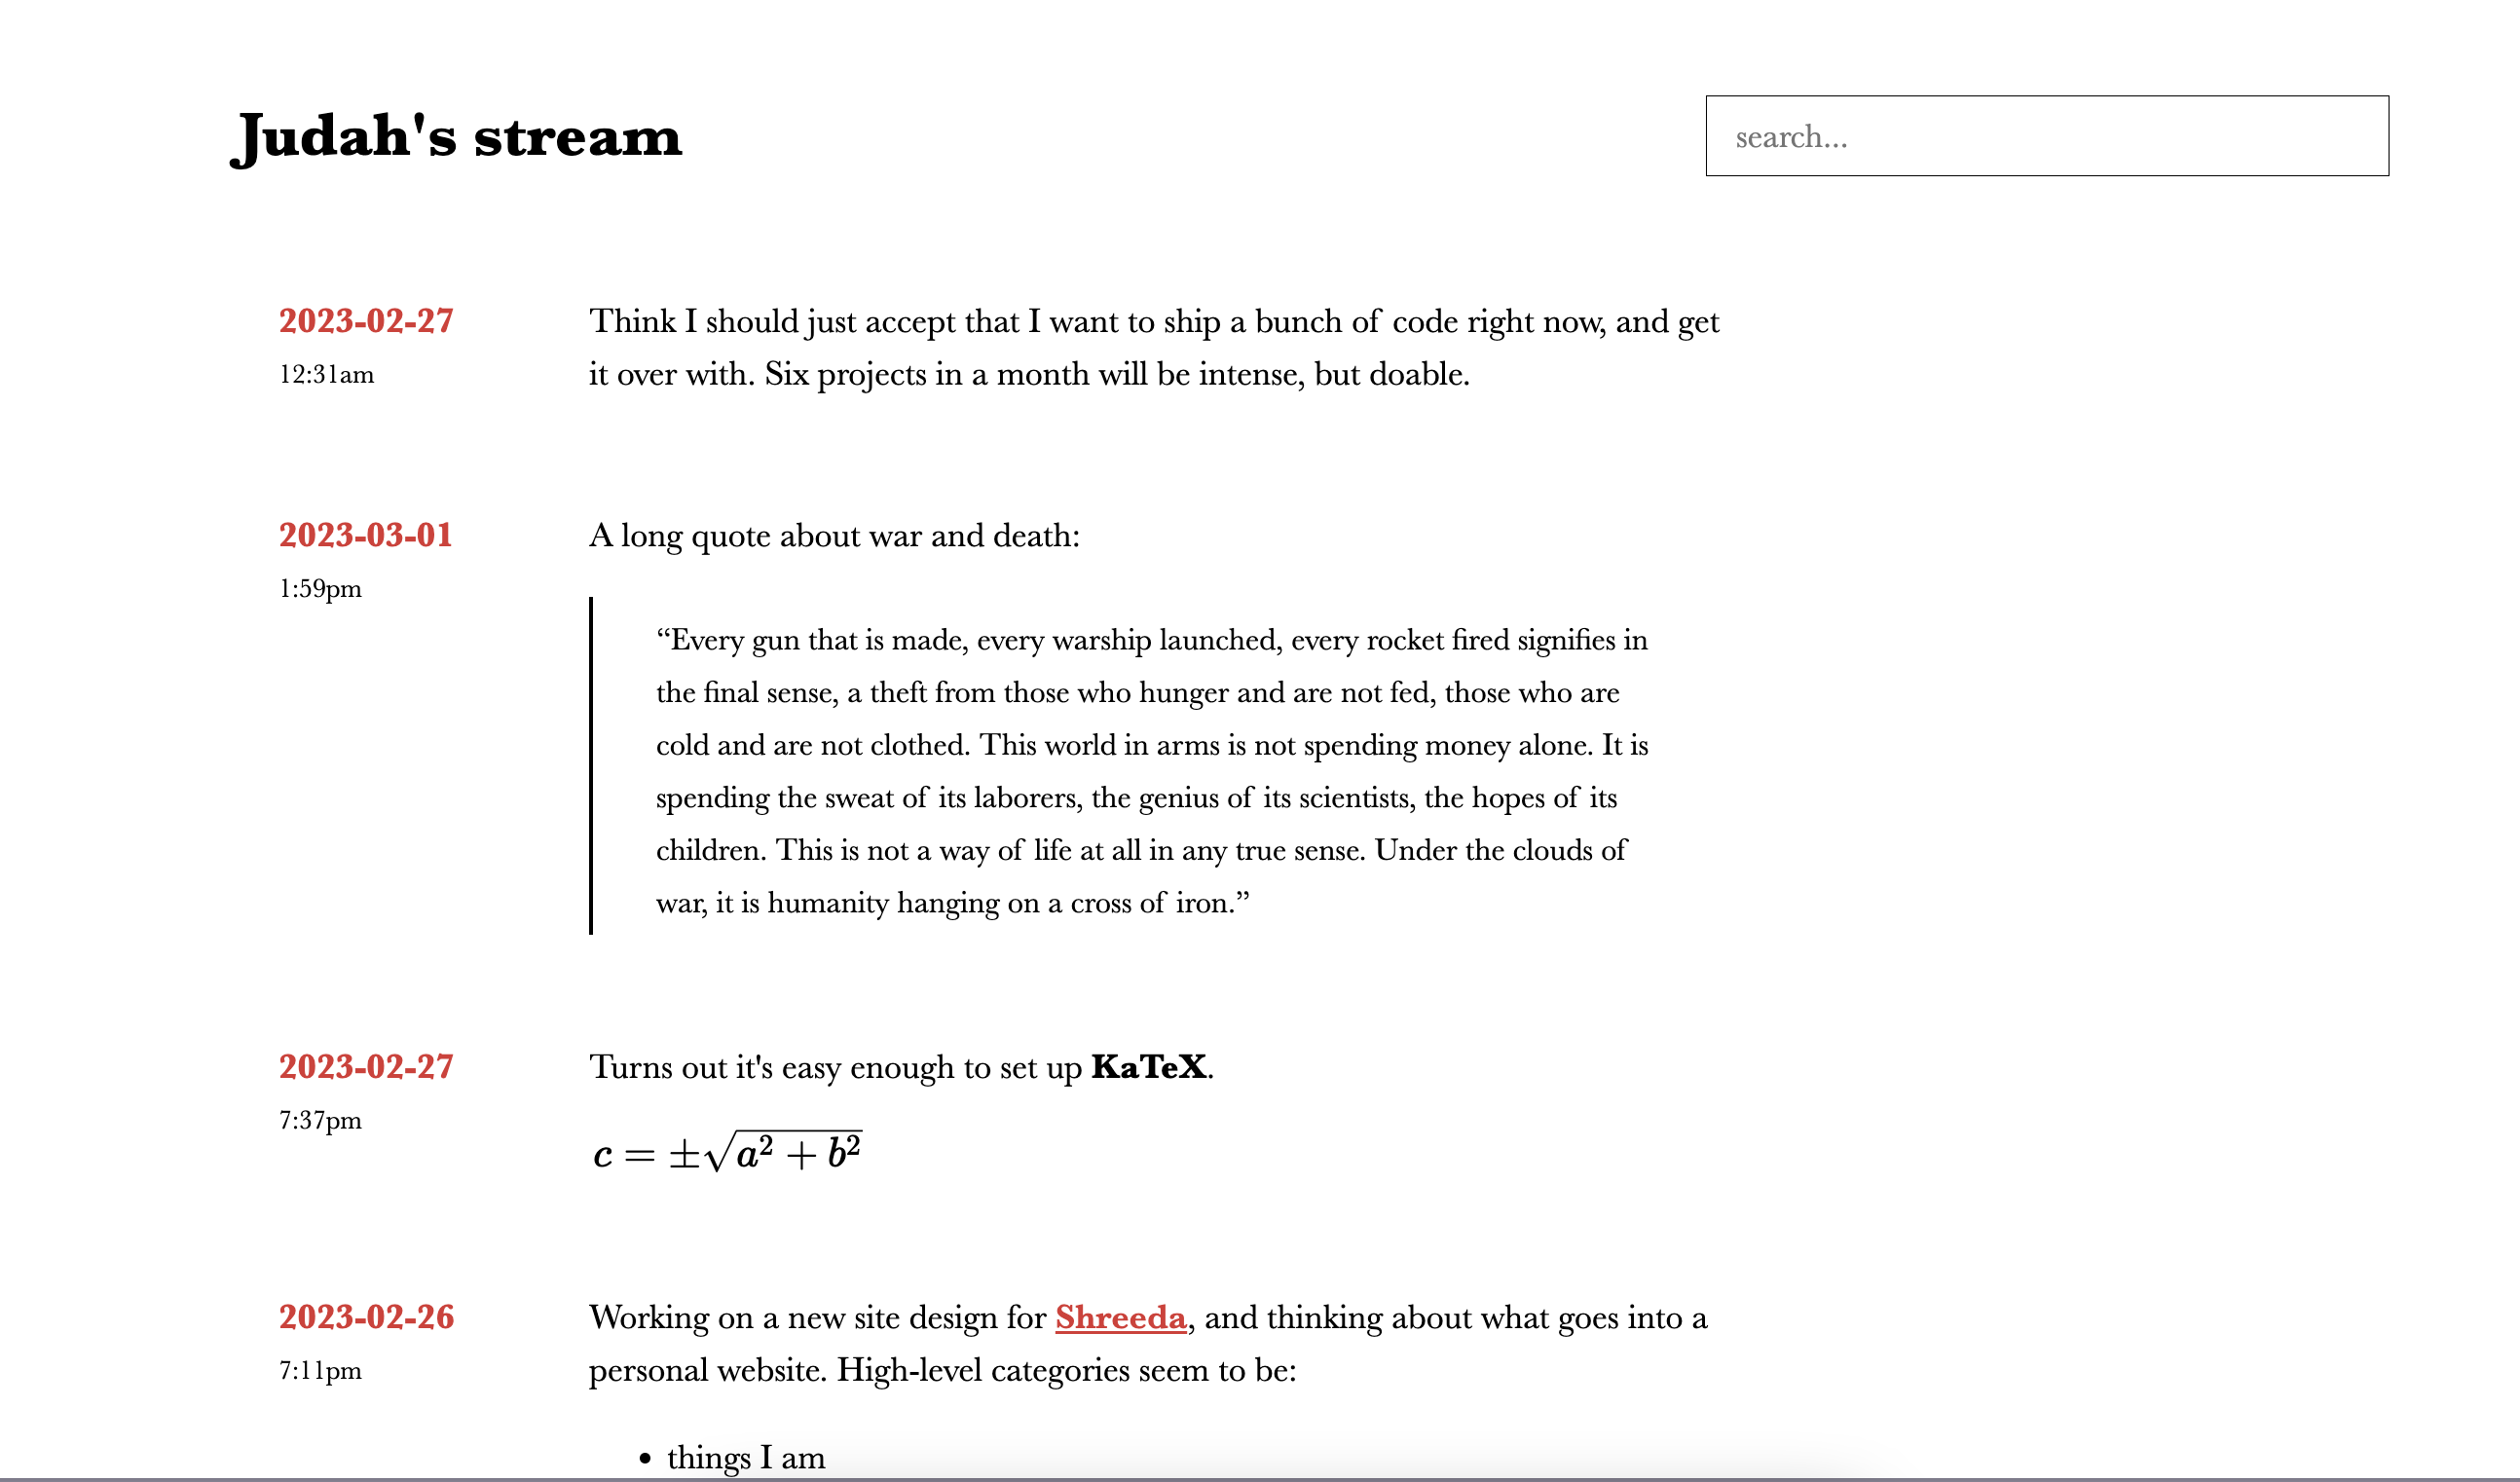 Judah's stream
search...
2023-02-27
12:31am
Think I should just accept that I want to ship a bunch of code right now, and get
it over with. Six projects in a month will be intense, but doable.
2023-03-01
1:59pm
A long quote about war and death:
“Every gun that is made, every warship launched, every rocket fired signifies in
the final sense, a theft from those who hunger and are not fed, those who are
cold and are not clothed. This world in arms is not spending money alone. It is
spending the sweat of its laborers, the genius of its scientists, the hopes of its
children. This is not a way of life at all in any true sense. Under the clouds of
war, it is humanity hanging on a cross of iron.”
2023-02-27
7:37pm
Turns out it's easy enough to set up KaTeX.
c = ±√a² + b²
2023-02-26
7:11pm
Working on a new site design for Shreeda, and thinking about what goes into a
personal website. High-level categories seem to be:
• things I am